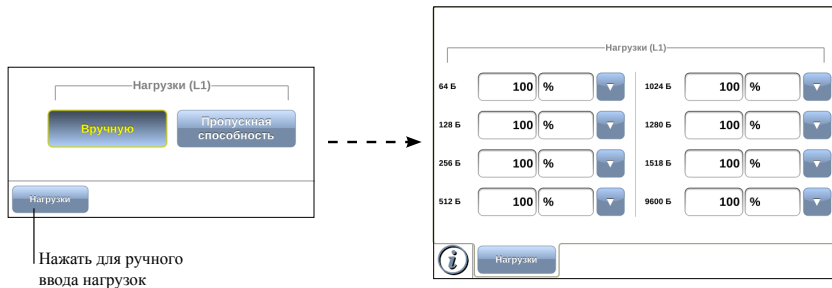 Нагрузки (L1)
Вручную
Пропускная
способность
Нагрузки
Нажать для ручного
ввода нагрузок
Нагрузки (L1)
64 Б 100 % 1024 Б 100 %
128 Б 100 % 1280 Б 100 %
256 Б 100 % 1518 Б 100 %
512 Б 100 % 9600 Б 100 %
i Нагрузки